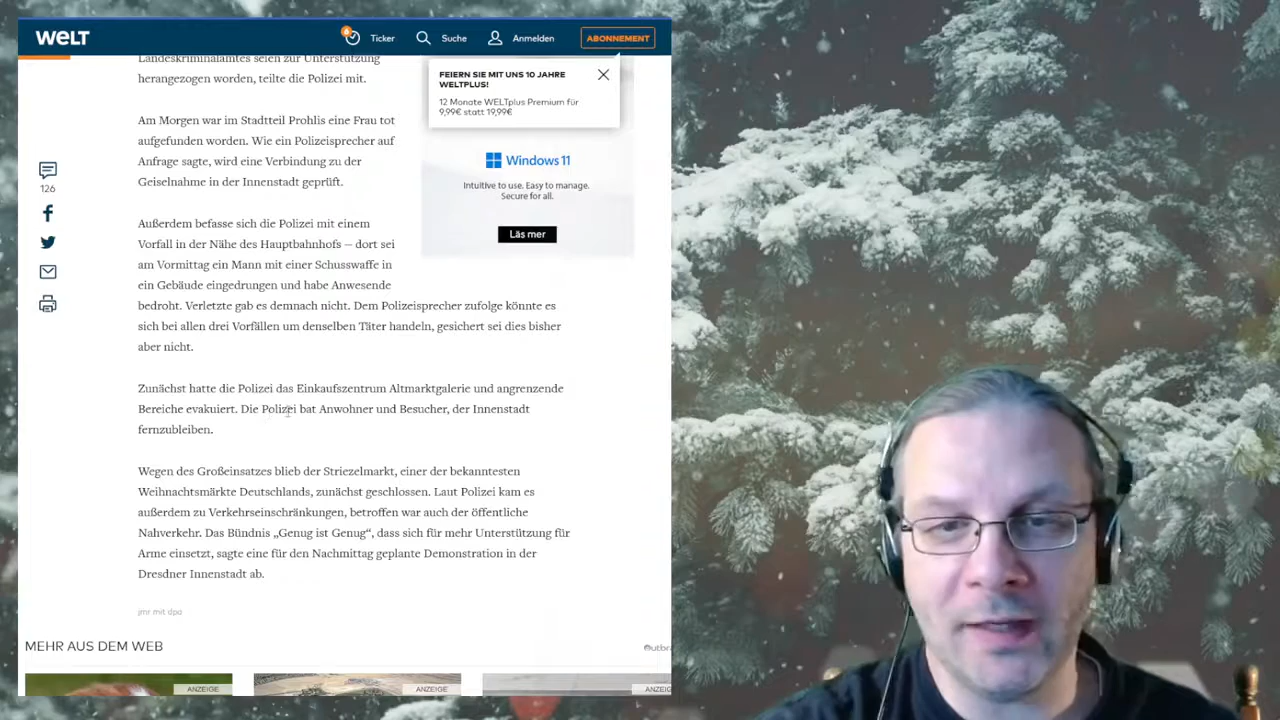 WELT
6
Ticker
Suche
Anmelden
ABONNEMENT
Landeskriminalamtes seien zur Unterstützung
herangezogen worden, teilte die Polizei mit.
FEIERN SIE MIT UNS 10 JAHRE
WELTPLUS!
12 Monate WELTplus Premium für
9,99€ statt 19,99€
Am Morgen war im Stadtteil Prohlis eine Frau tot
aufgefunden worden. Wie ein Polizeisprecher auf
Anfrage sagte, wird eine Verbindung zu der
Geiselnahme in der Innenstadt geprüft.
Windows 11
Intuitive to use. Easy to manage.
Secure for all.
Läs mer
126
Außerdem befasse sich die Polizei mit einem
Vorfall in der Nähe des Hauptbahnhofs – dort sei
am Vormittag ein Mann mit einer Schusswaffe in
ein Gebäude eingedrungen und habe Anwesende
bedroht. Verletzte gab es demnach nicht. Dem Polizeisprecher zufolge könnte es
sich bei allen drei Vorfällen um denselben Täter handeln, gesichert sei dies bisher
aber nicht.
Zunächst hatte die Polizei das Einkaufszentrum Altmarktgalerie und angrenzende
Bereiche evakuiert. Die Polizei bat Anwohner und Besucher, der Innenstadt
fernzubleiben.
Wegen des Großeinsatzes blieb der Striezelmarkt, einer der bekanntesten
Weihnachtsmärkte Deutschlands, zunächst geschlossen. Laut Polizei kam es
außerdem zu Verkehrseinschränkungen, betroffen war auch der öffentliche
Nahverkehr. Das Bündnis „Genug ist Genug“, dass sich für mehr Unterstützung für
Arme einsetzt, sagte eine für den Nachmittag geplante Demonstration in der
Dresdner Innenstadt ab.
jmr mit dpa
MEHR AUS DEM WEB
utbra
ANZEIGE
ANZEIGE
ANZEIG